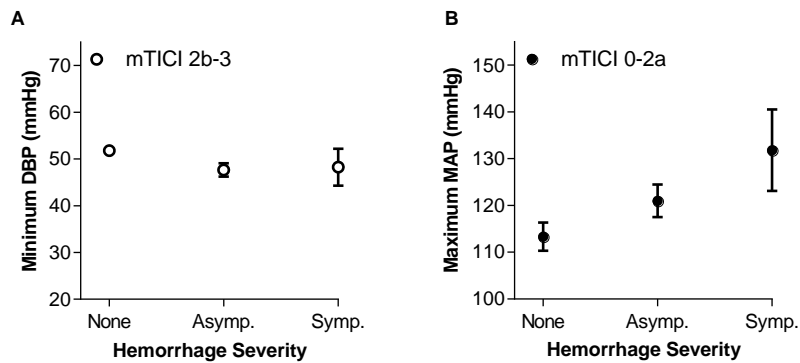 A
mTICI 2b-3
Minimum DBP (mmHg)
70
60
50
40
30
20
None Asymp. Symp.
Hemorrhage Severity
B
mTICI 0-2a
Maximum MAP (mmHg)
150
140
130
120
110
100
None Asymp. Symp.
Hemorrhage Severity